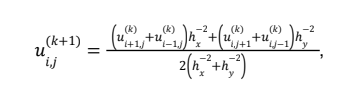 u_{i,j}^{(k+1)} = \frac{\left(u_{i+1,j}^{(k)}+u_{i-1,j}^{(k)}\right)h_x^{-2}+\left(u_{i,j+1}^{(k)}+u_{i,j-1}^{(k)}\right)h_y^{-2}}{2\left(h_x^{-2}+h_y^{-2}\right)},